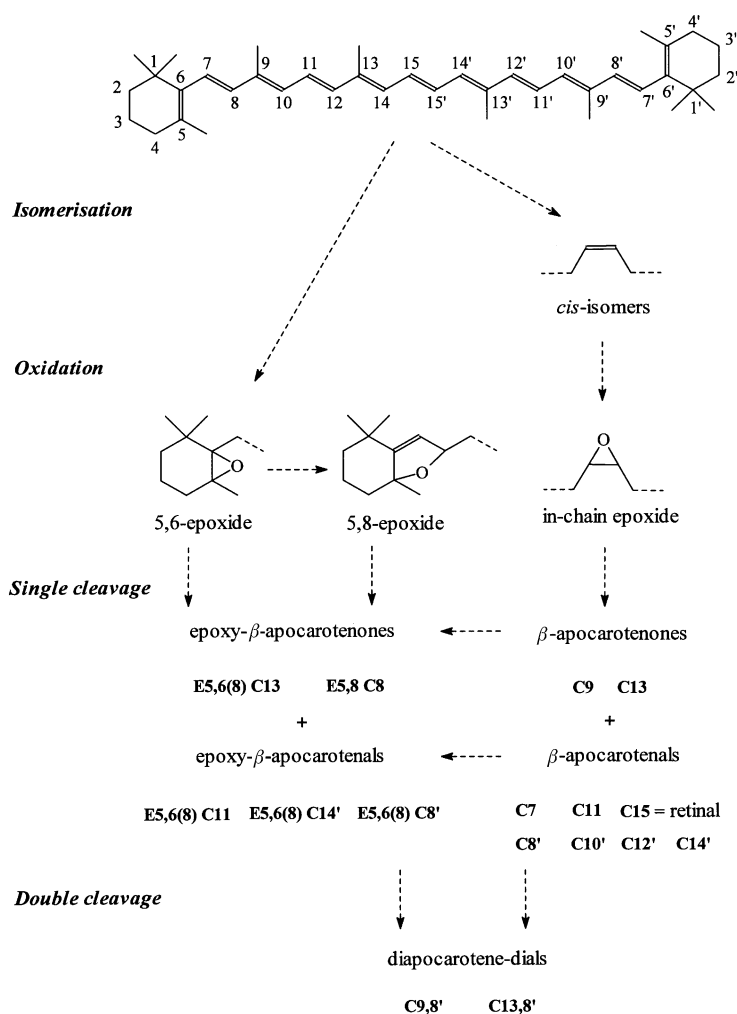 1 7 9 11 13 15 14' 12' 10' 8' 5' 4' 3'
2 6 2'
3 5 8 10 12 14 15' 13' 11' 9' 7' 6' 1'
4
Isomerisation
cis-isomers
Oxidation
O O O
5,6-epoxide 5,8-epoxide in-chain epoxide
Single cleavage
epoxy-β-apocarotenones β-apocarotenones
E5,6(8) C13 E5,8 C8 C9 C13
+ +
epoxy-β-apocarotenals β-apocarotenals
E5,6(8) C11 E5,6(8) C14' E5,6(8) C8' C7 C11 C15 = retinal
C8' C10' C12' C14'
Double cleavage
diapocarotene-dials
C9,8' C13,8'